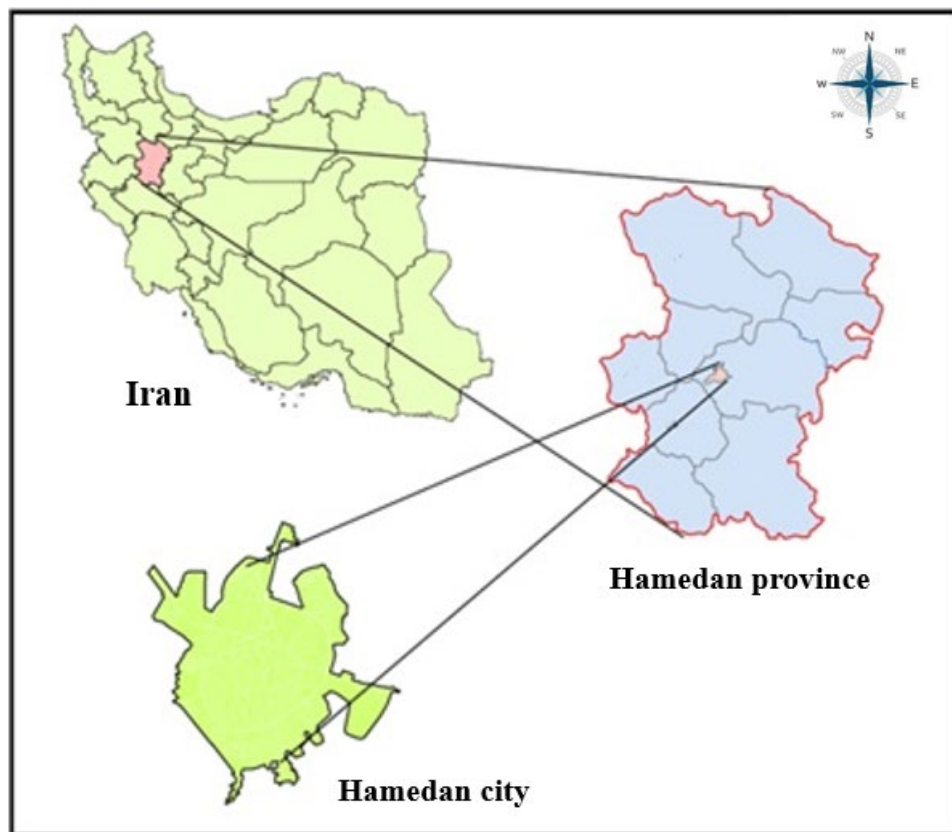 N
NW NE
W E
SW SE
S
Iran
Hamedan province
Hamedan city